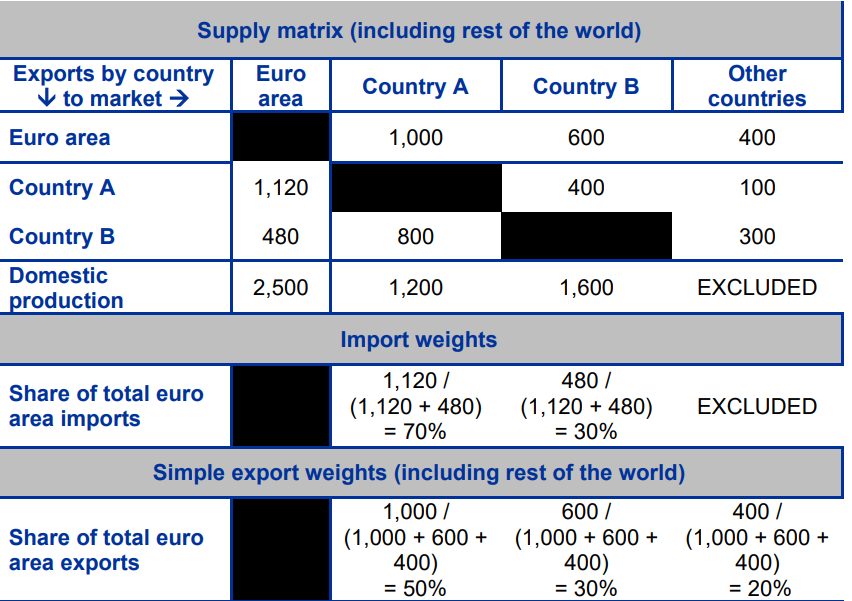 Supply matrix (including rest of the world)
Exports by country
↓ to market →
Euro
area
Country A
Country B
Other
countries
Euro area
1,000
600
400
Country A
1,120
400
100
Country B
480
800
300
Domestic
production
2,500
1,200
1,600
EXCLUDED
Import weights
Share of total euro
area imports
1,120 /
(1,120 + 480)
= 70%
480 /
(1,120 + 480)
= 30%
EXCLUDED
Simple export weights (including rest of the world)
Share of total euro
area exports
1,000 /
(1,000 + 600 +
400)
= 50%
600 /
(1,000 + 600 +
400)
= 30%
400 /
(1,000 + 600 +
400)
= 20%